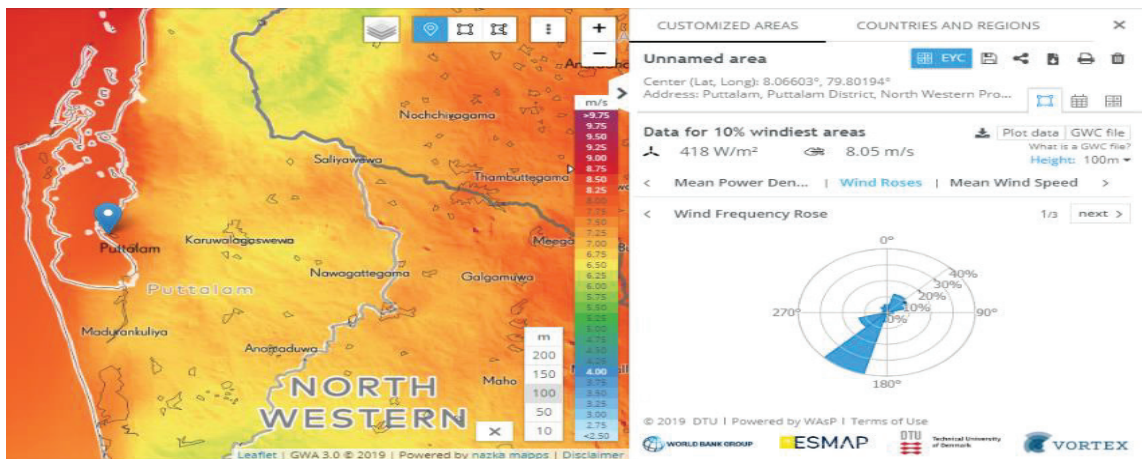 Nochchiyagama
Saliyawewa
Thambuttegama
Puttalam
Karuwalagaswewa
Meega
Nawagattegama
Galgamuwa
Puttalam
Madurankuliya
Anamaduwa
Maho
NORTH
WESTERN
+
−
m/s
>9.75
9.75
9.50
9.25
9.00
8.75
8.50
8.25
8.00
7.75
7.50
7.25
7.00
6.75
6.50
6.25
6.00
5.75
5.50
5.25
5.00
4.75
4.50
4.25
4.00
3.75
3.50
3.25
3.00
2.75
<2.50
m
200
150
100
50
10
Leaflet | GWA 3.0 © 2019 | Powered by nazka mapps | Disclaimer
CUSTOMIZED AREAS COUNTRIES AND REGIONS
Unnamed area EYC
Center (Lat, Long): 8.06603°, 79.80194°
Address: Puttalam, Puttalam District, North Western Pro...
Data for 10% windiest areas Plot data GWC file
418 W/m² 8.05 m/s What is a GWC file?
Height: 100m
< Mean Power Den... | Wind Roses | Mean Wind Speed >
< Wind Frequency Rose 1/3 next >
0°
40%
30%
20%
10%
0%
270°
90°
180°
© 2019 DTU | Powered by WAsP | Terms of Use
WORLD BANK GROUP ESMAP DTU Technical University of Denmark VORTEX